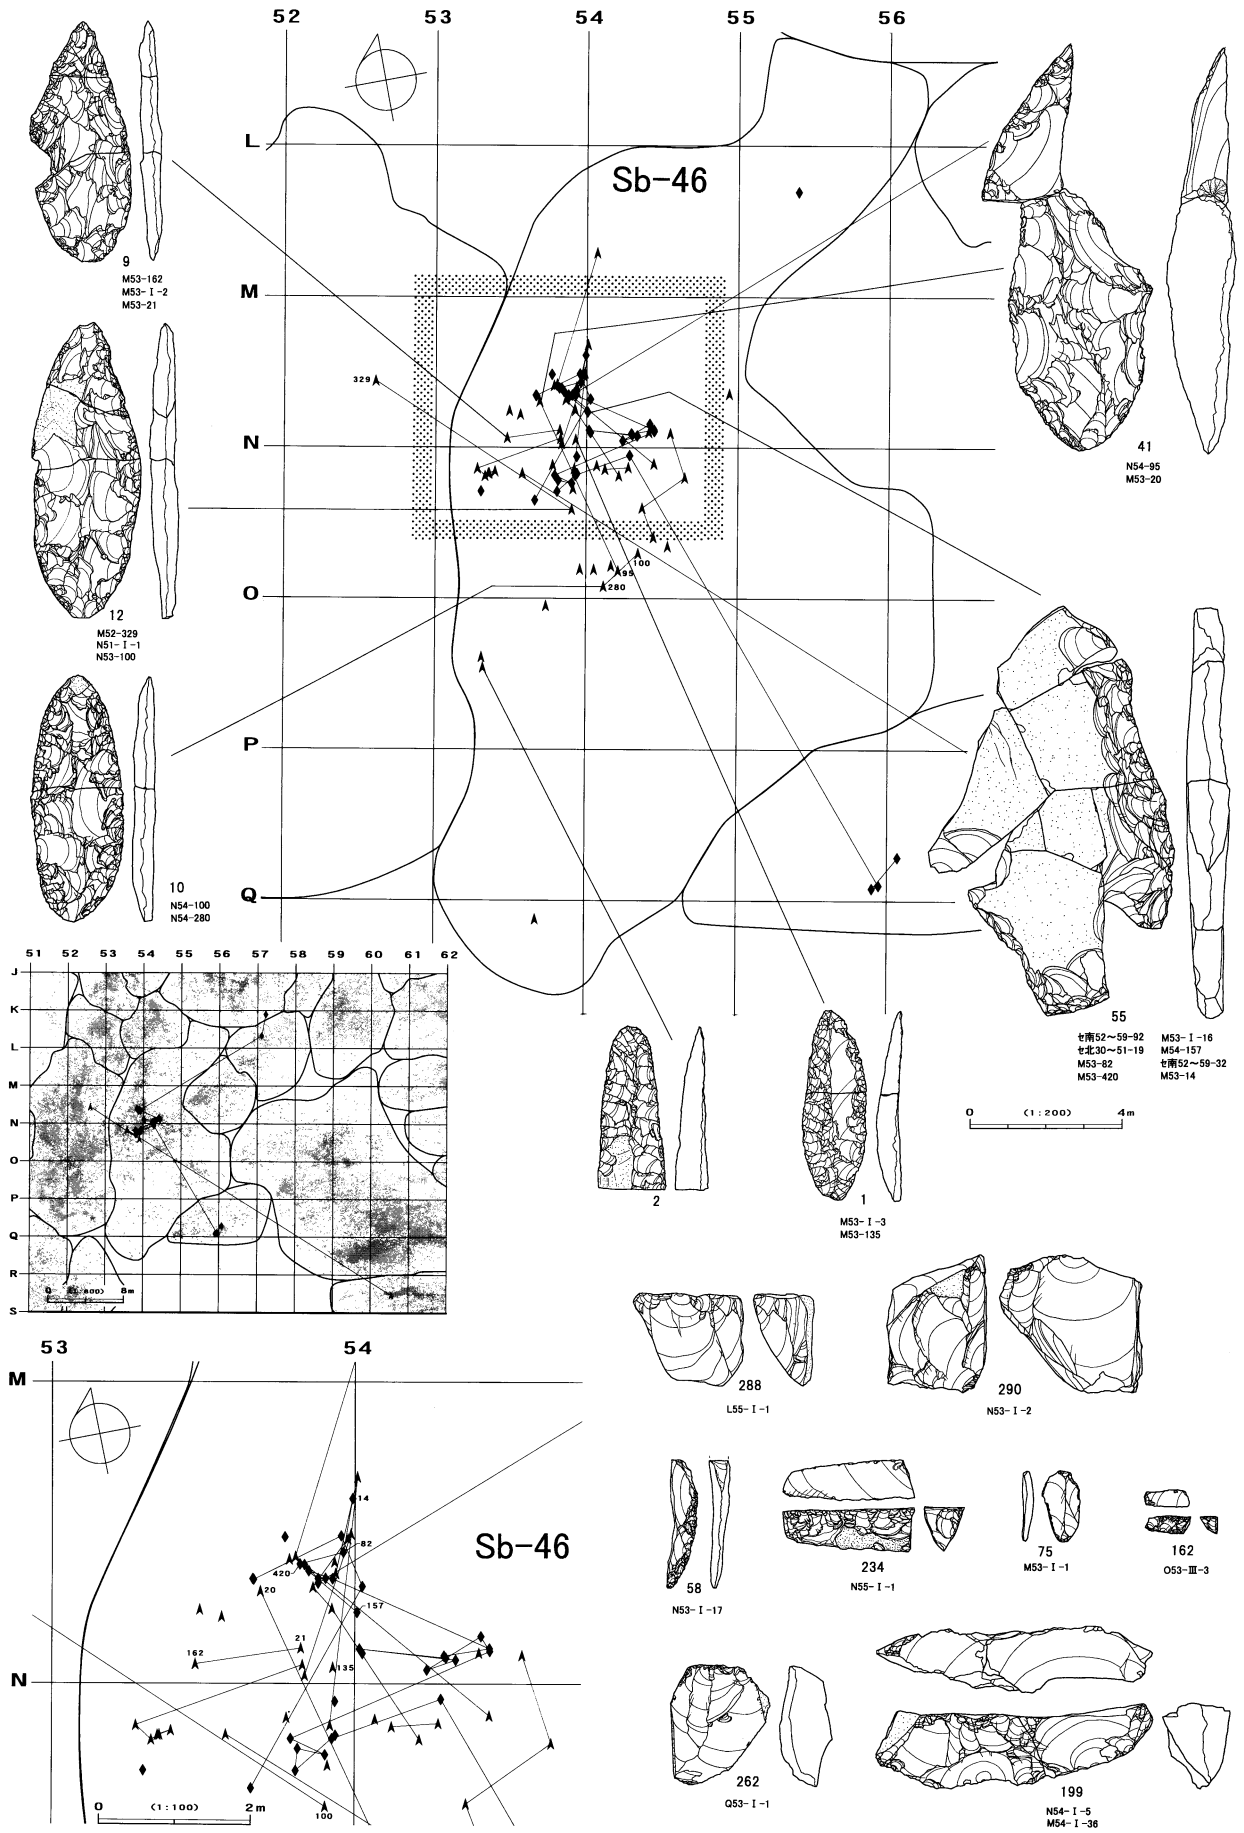 52 53 54 55 56
L
Sb-46
M
329
N
95
100
280
O
P
Q
9
M53-162
M53-Ⅰ-2
M53-21
12
M52-329
N51-Ⅰ-1
N53-100
10
N54-100
N54-280
41
N54-95
M53-20
55
セ南52～59-92
セ北30～51-19
M53-82
M53-420
M53-Ⅰ-16
M54-157
セ南52～59-32
M53-14
0 (1:200) 4m
51 52 53 54 55 56 57 58 59 60 61 62
J
K
L
M
N
O
P
Q
R
S
8m
2
1
M53-Ⅰ-3
M53-135
288
L55-Ⅰ-1
290
N53-Ⅰ-2
53 54
M
Sb-46
14
82
420
20
157
21
162
135
N
100
0 (1:100) 2m
58
N53-Ⅰ-17
234
N55-Ⅰ-1
75
M53-Ⅰ-1
162
O53-Ⅲ-3
262
Q53-Ⅰ-1
199
N54-Ⅰ-5
M54-Ⅰ-36